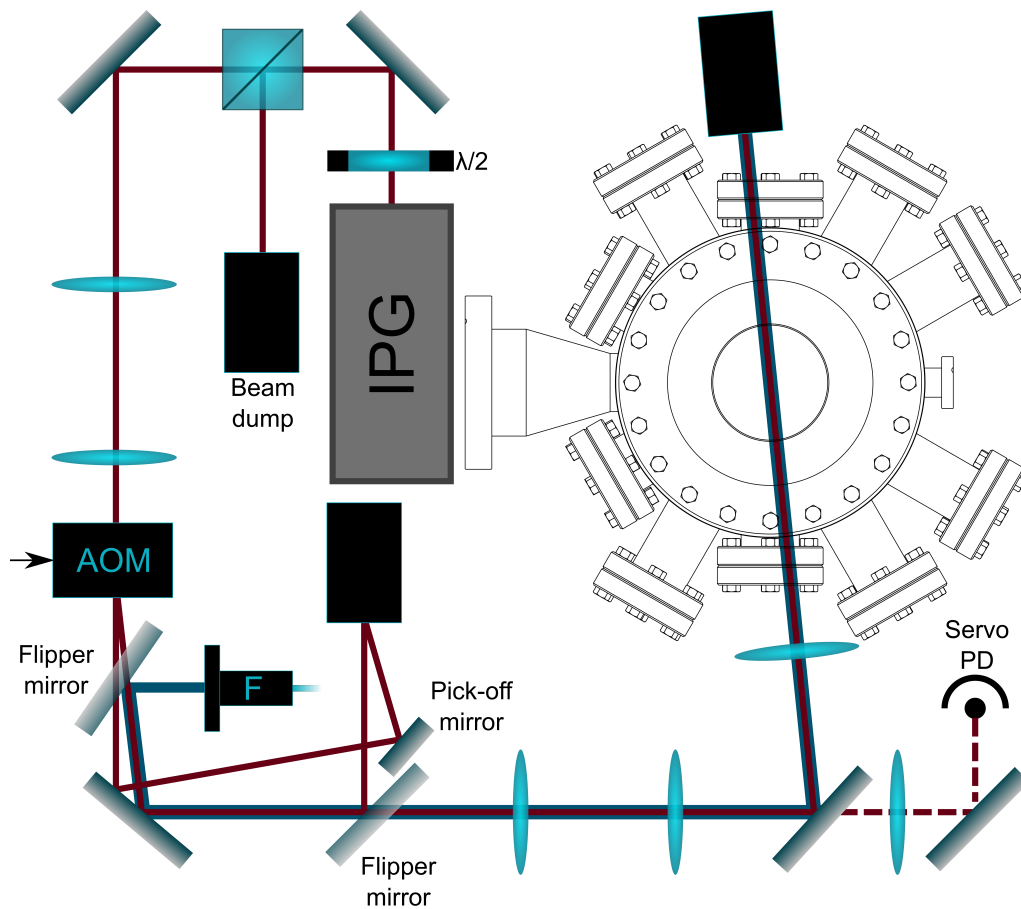 λ/2
IPG
Beam
dump
AOM
Flipper
mirror
F
Pick-off
mirror
Servo
PD
Flipper
mirror